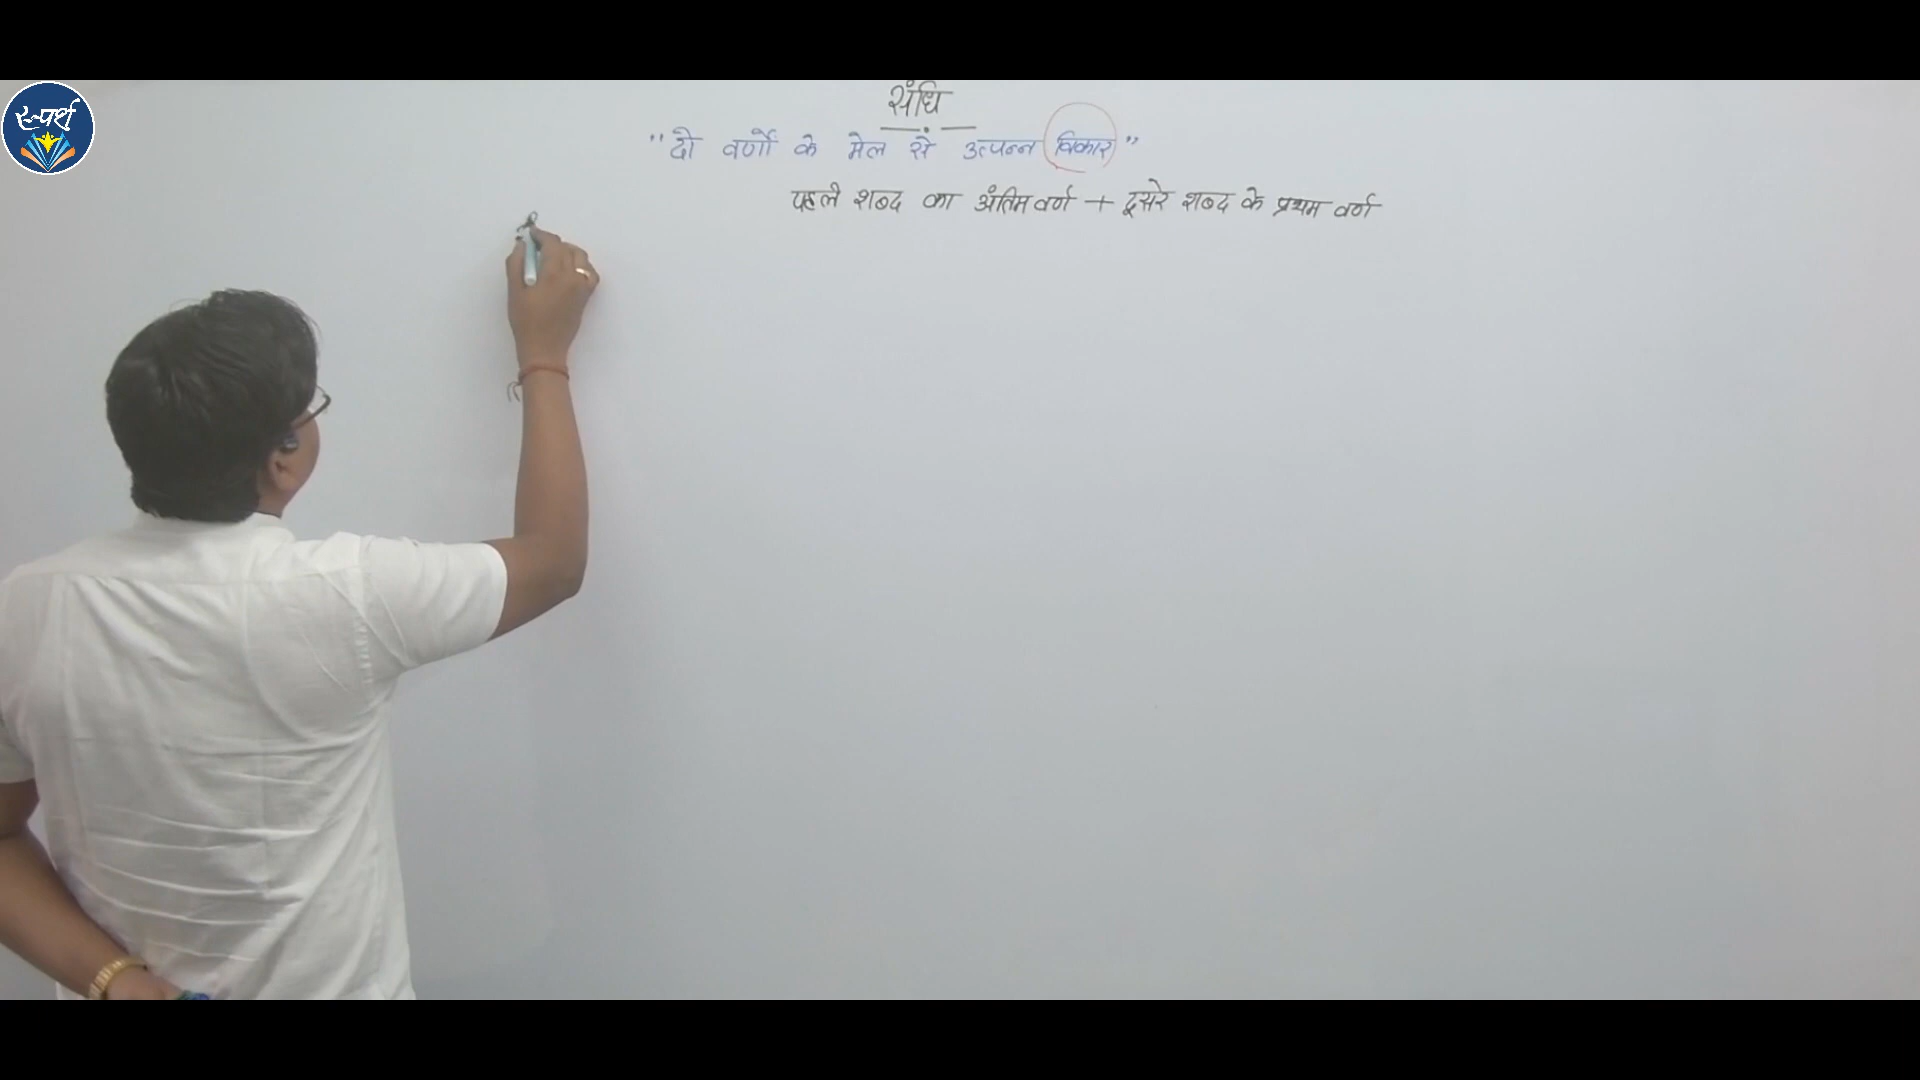 स्पर्श
संधि
"दो वर्णों के मेल से उत्पन्न विकार"
पहले शब्द का अंतिम वर्ण + दूसरे शब्द के प्रथम वर्ण